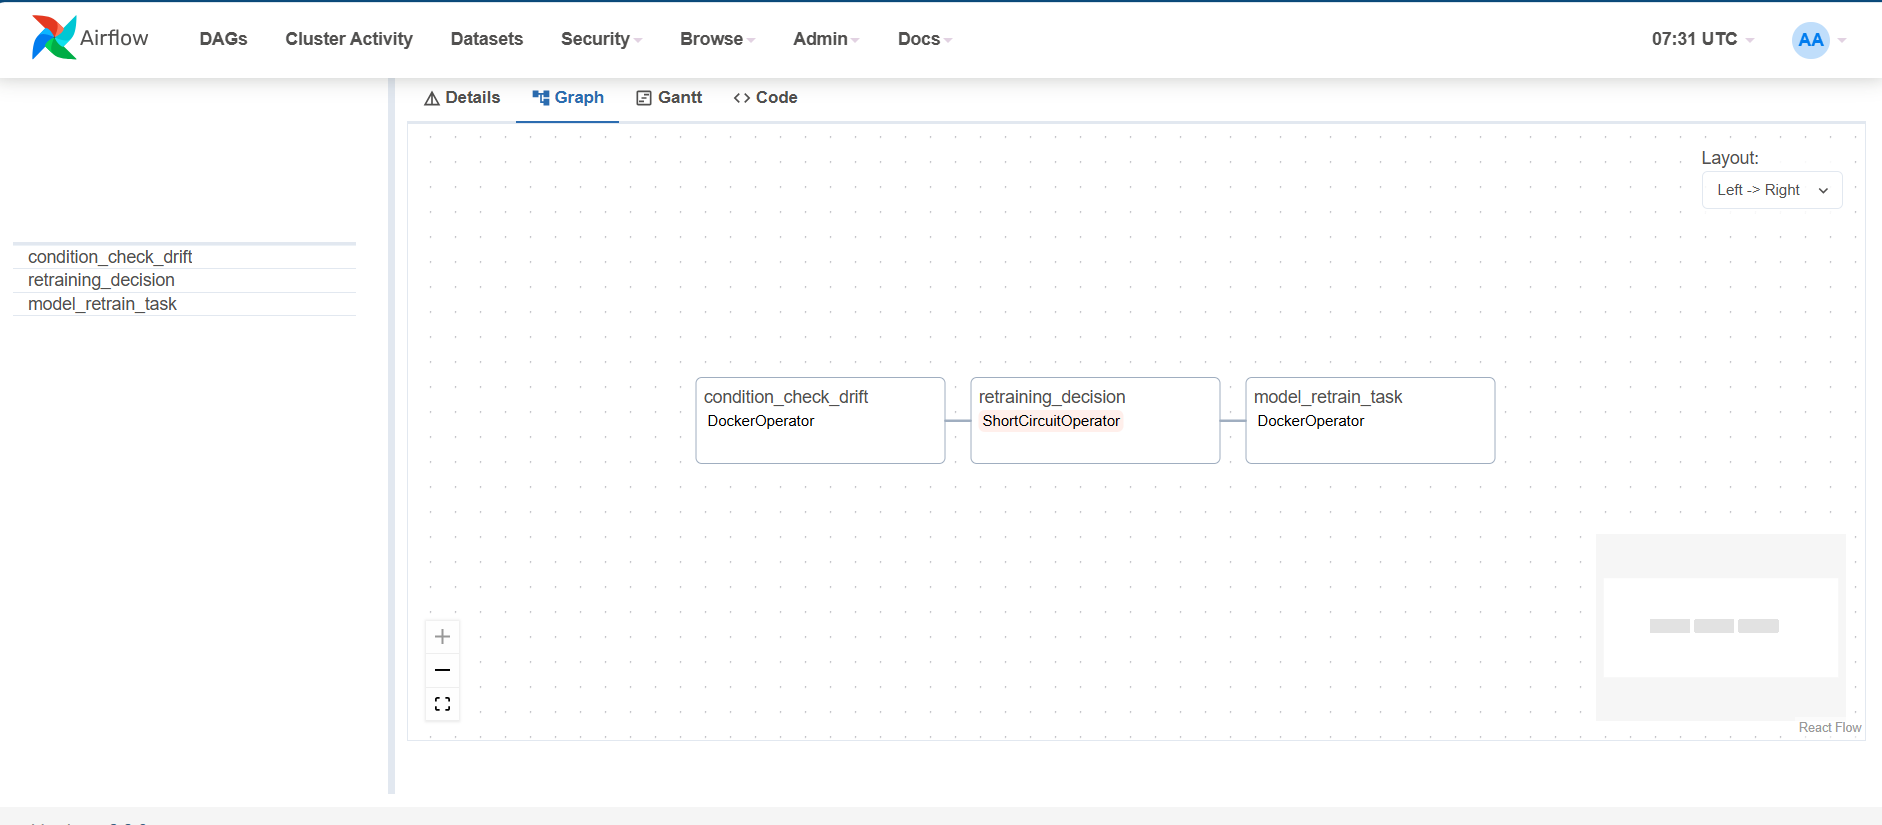 Airflow DAGs Cluster Activity Datasets Security Browse Admin Docs 07:31 UTC AA
Details Graph Gantt Code
Layout:
Left -> Right
condition_check_drift
retraining_decision
model_retrain_task
condition_check_drift
DockerOperator
retraining_decision
ShortCircuitOperator
model_retrain_task
DockerOperator
React Flow